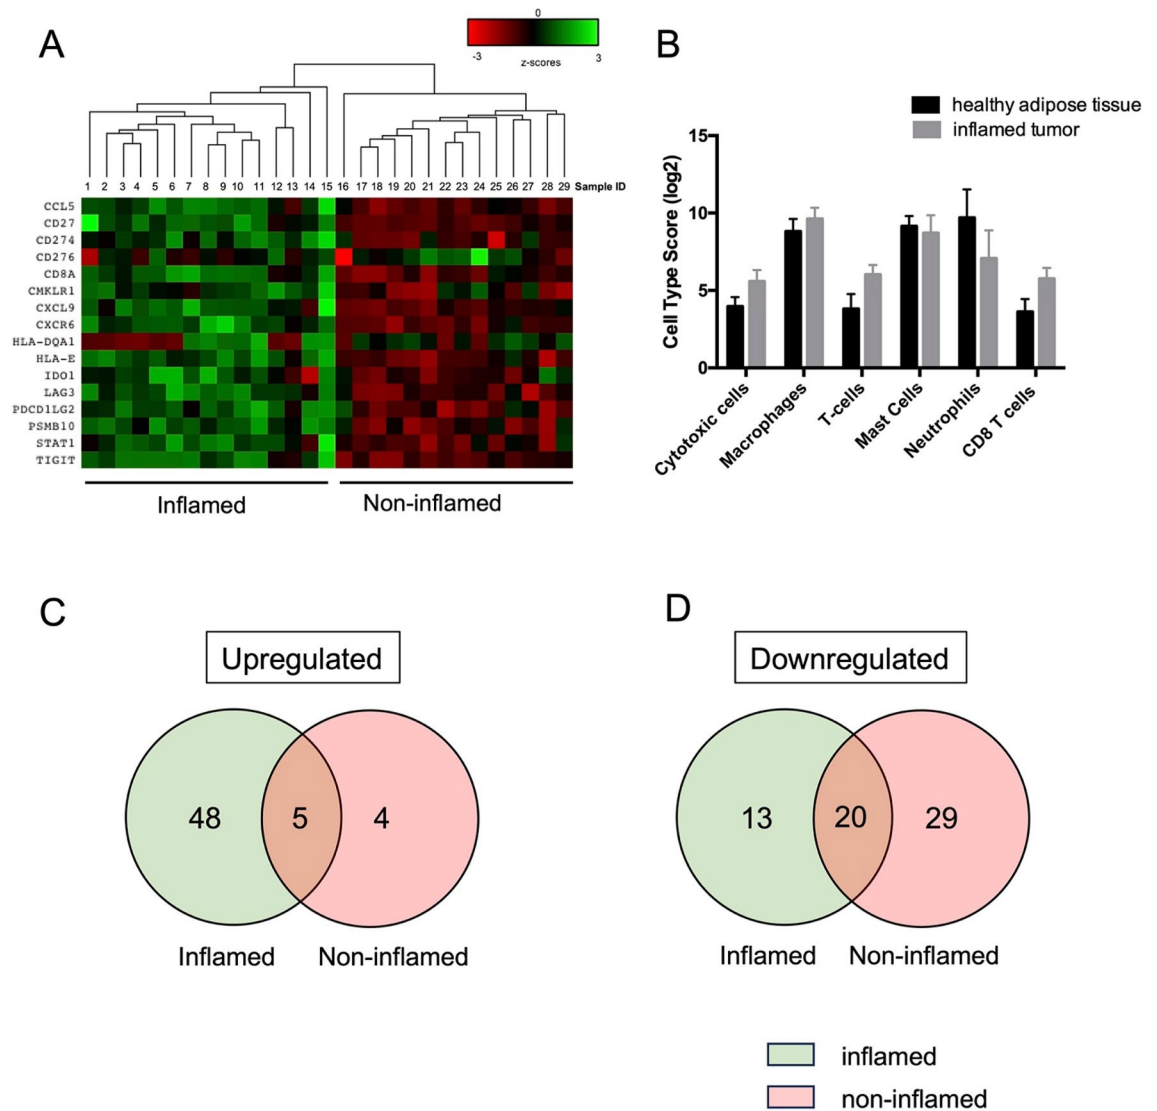 A
0
-3
3
z-scores
1 2 3 4 5 6 7 8 9 10 11 12 13 14 15 16 17 18 19 20 21 22 23 24 25 26 27 28 29 Sample ID
CCL5
CD27
CD274
CD276
CD8A
CMKLR1
CXCL9
CXCR6
HLA-DQA1
HLA-E
IDO1
LAG3
PDCD1LG2
PSMB10
STAT1
TIGIT
Inflamed
Non-inflamed
B
healthy adipose tissue
inflamed tumor
Cell Type Score (log2)
15
10
5
0
Cytotoxic cells
Macrophages
T-cells
Mast Cells
Neutrophils
CD8 T cells
C
Upregulated
48 5 4
Inflamed Non-inflamed
D
Downregulated
13 20 29
Inflamed Non-inflamed
inflamed
non-inflamed